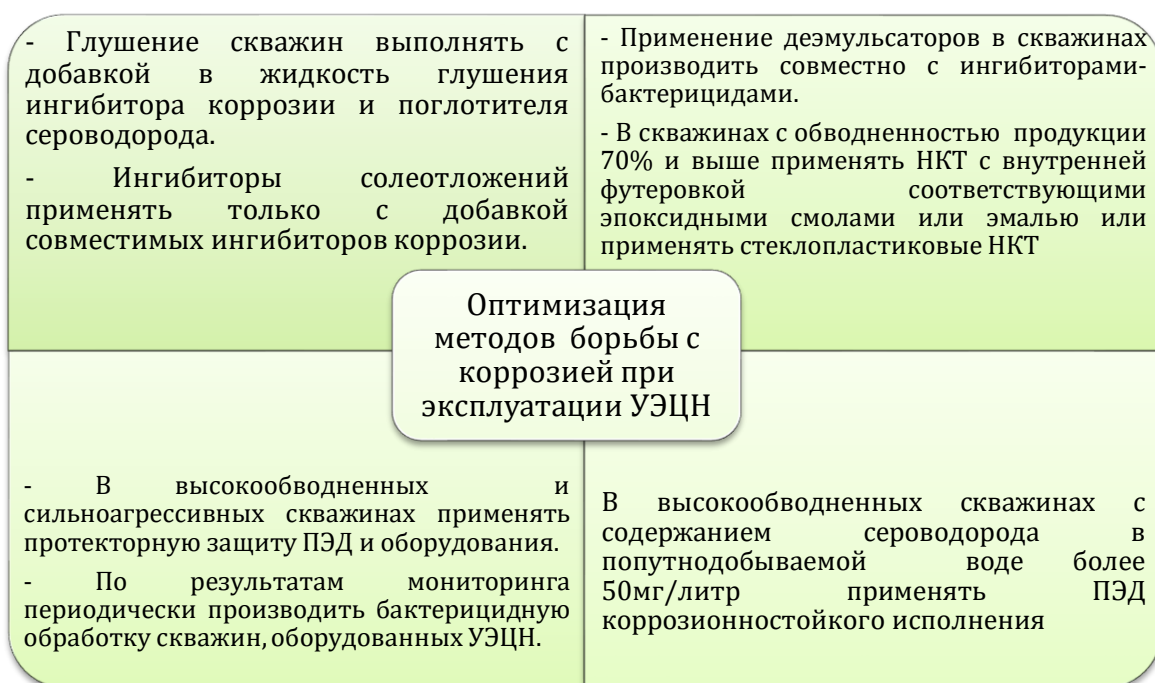 - Глушение скважин выполнять с
добавкой в жидкость глушения
ингибитора коррозии и поглотителя
сероводорода.
- Ингибиторы солеотложений
применять только с добавкой
совместимых ингибиторов коррозии.
- Применение деэмульсаторов в скважинах
производить совместно с ингибиторами-
бактерицидами.
- В скважинах с обводненностью продукции
70% и выше применять НКТ с внутренней
футеровкой соответствующими
эпоксидными смолами или эмалью или
применять стеклопластиковые НКТ
Оптимизация
методов борьбы с
коррозией при
эксплуатации УЭЦН
- В высокообводненных и
сильноагрессивных скважинах применять
протекторную защиту ПЭД и оборудования.
- По результатам мониторинга
периодически производить бактерицидную
обработку скважин, оборудованных УЭЦН.
В высокообводненных скважинах с
содержанием сероводорода в
попутнодобываемой воде более
50мг/литр применять ПЭД
коррозионностойкого исполнения